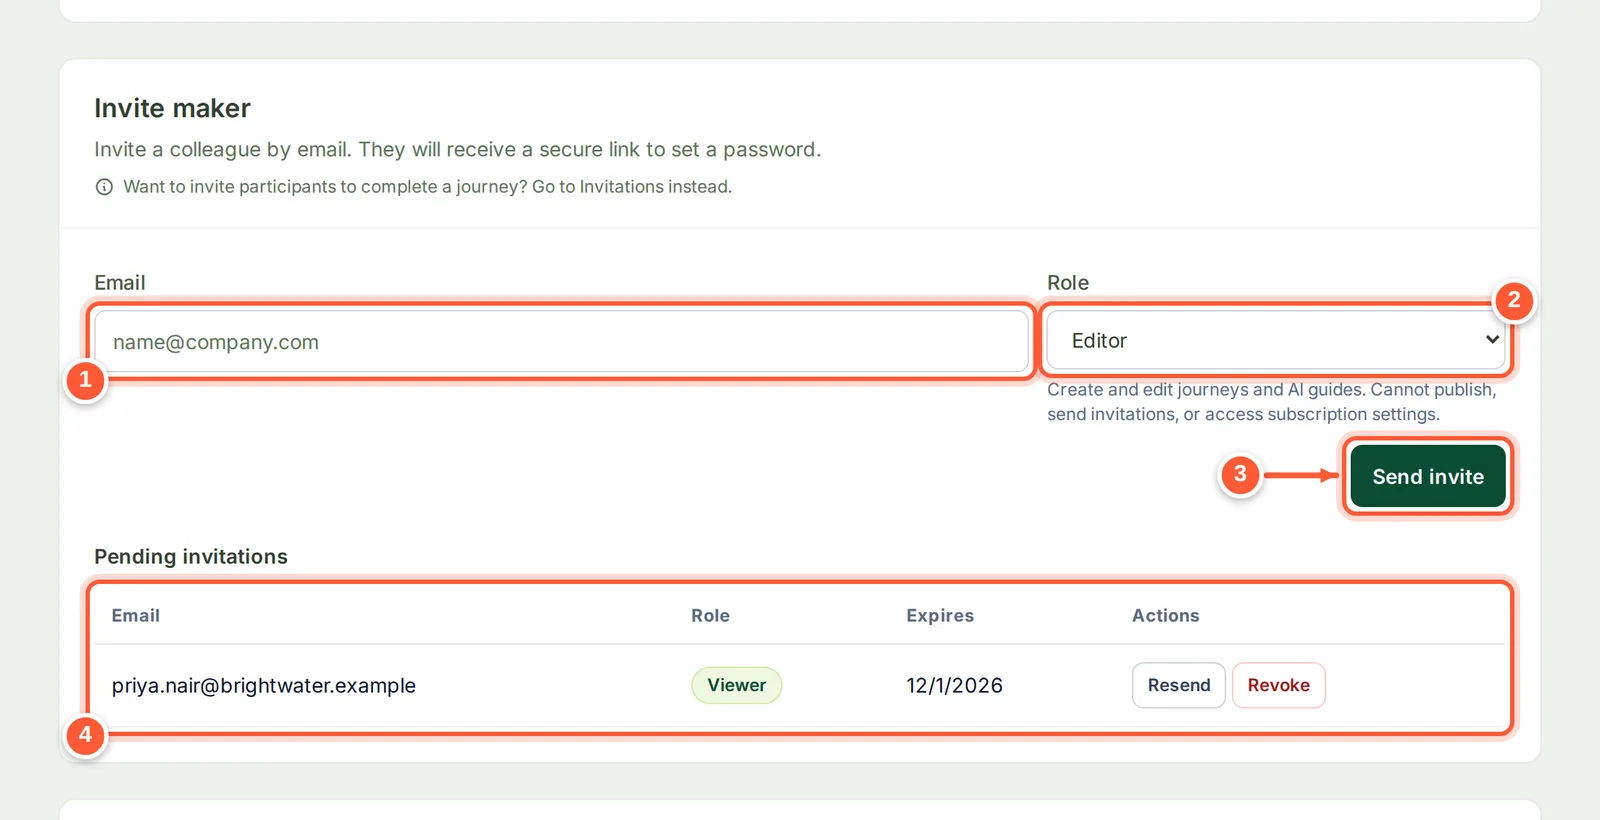 Invite maker
Invite a colleague by email. They will receive a secure link to set a password.
Want to invite participants to complete a journey? Go to Invitations instead.
Email
Role
name@company.com
Editor
1
2
Create and edit journeys and AI guides. Cannot publish,
send invitations, or access subscription settings.
3
Send invite
Pending invitations
Email Role Expires Actions
priya.nair@brightwater.example Viewer 12/1/2026 Resend Revoke
4